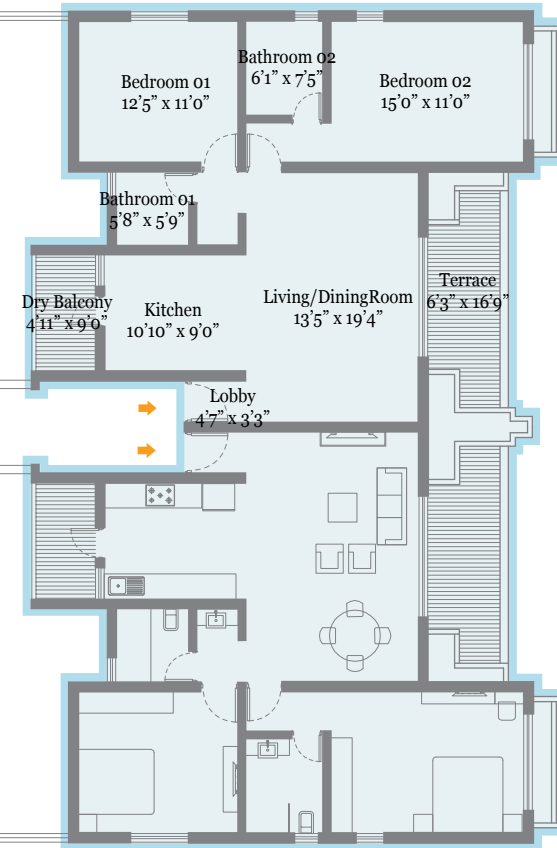 Bathroom 02
6'1” x 7'5”
Bedroom 01
12'5” x 11'0”
Bedroom 02
15'0” x 11'0”
Bathroom 01
5'8” x 5'9”
Terrace
6'3” x 16'9”
Dry Balcony
4'11” x 9'0”
Kitchen
10'10” x 9'0”
Living/DiningRoom
13'5” x 19'4”
Lobby
4'7” x 3'3”